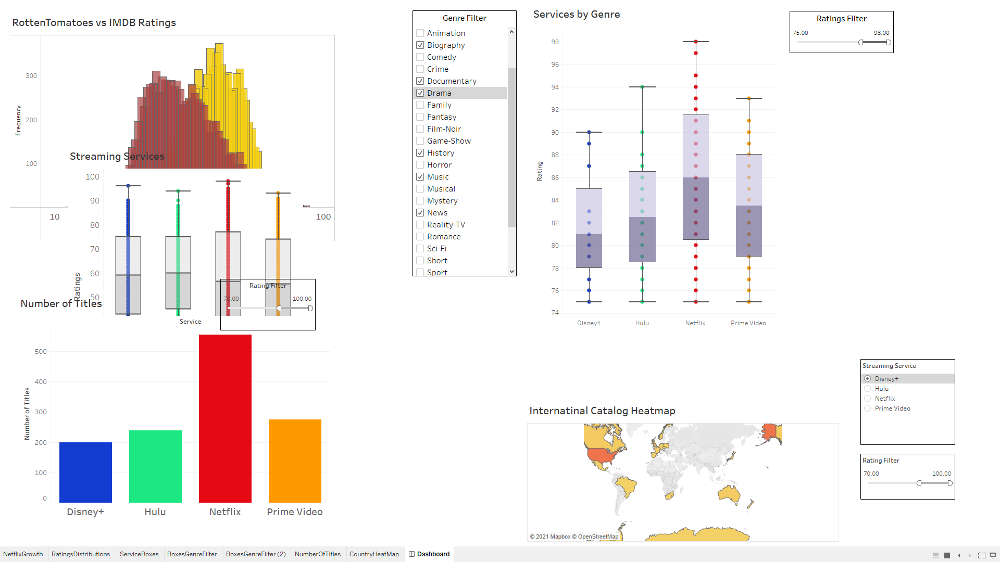 RottenTomatoes vs IMDB Ratings
Frequency
300
200
100
10
100
Streaming Services
Ratings
100
90
80
70
60
50
Rating Filter
70.00
100.00
Number of Titles
Service
Number of Titles
500
400
300
200
100
0
Disney+
Hulu
Netflix
Prime Video
Genre Filter
Animation
Biography
Comedy
Crime
Documentary
Drama
Family
Fantasy
Film-Noir
Game-Show
History
Horror
Music
Musical
Mystery
News
Reality-TV
Romance
Sci-Fi
Short
Sport
Services by Genre
Rating
98
96
94
92
90
88
86
84
82
80
78
76
74
Disney+
Hulu
Netflix
Prime Video
Ratings Filter
75.00
98.00
Internatinal Catalog Heatmap
© 2021 Mapbox © OpenStreetMap
Streaming Service
Disney+
Hulu
Netflix
Prime Video
Rating Filter
70.00
100.00
NetflixGrowth
RatingsDistributions
ServiceBoxes
BoxesGenreFilter
BoxesGenreFilter (2)
NumberOfTitles
CountryHeatMap
Dashboard